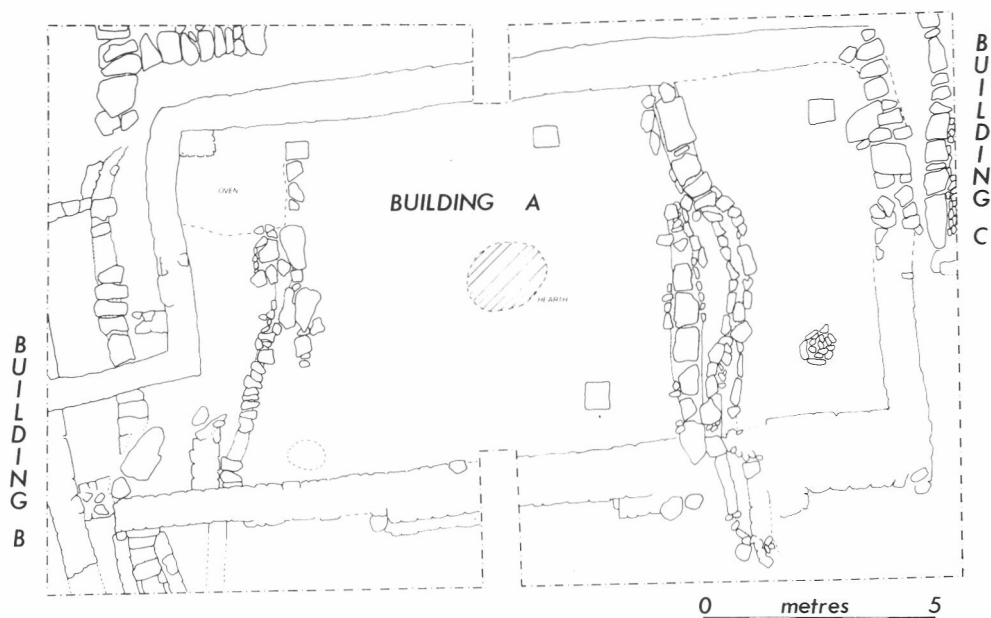 BUILDING C
OVEN
BUILDING A
HEARTH
BUILDING B
0 metres 5